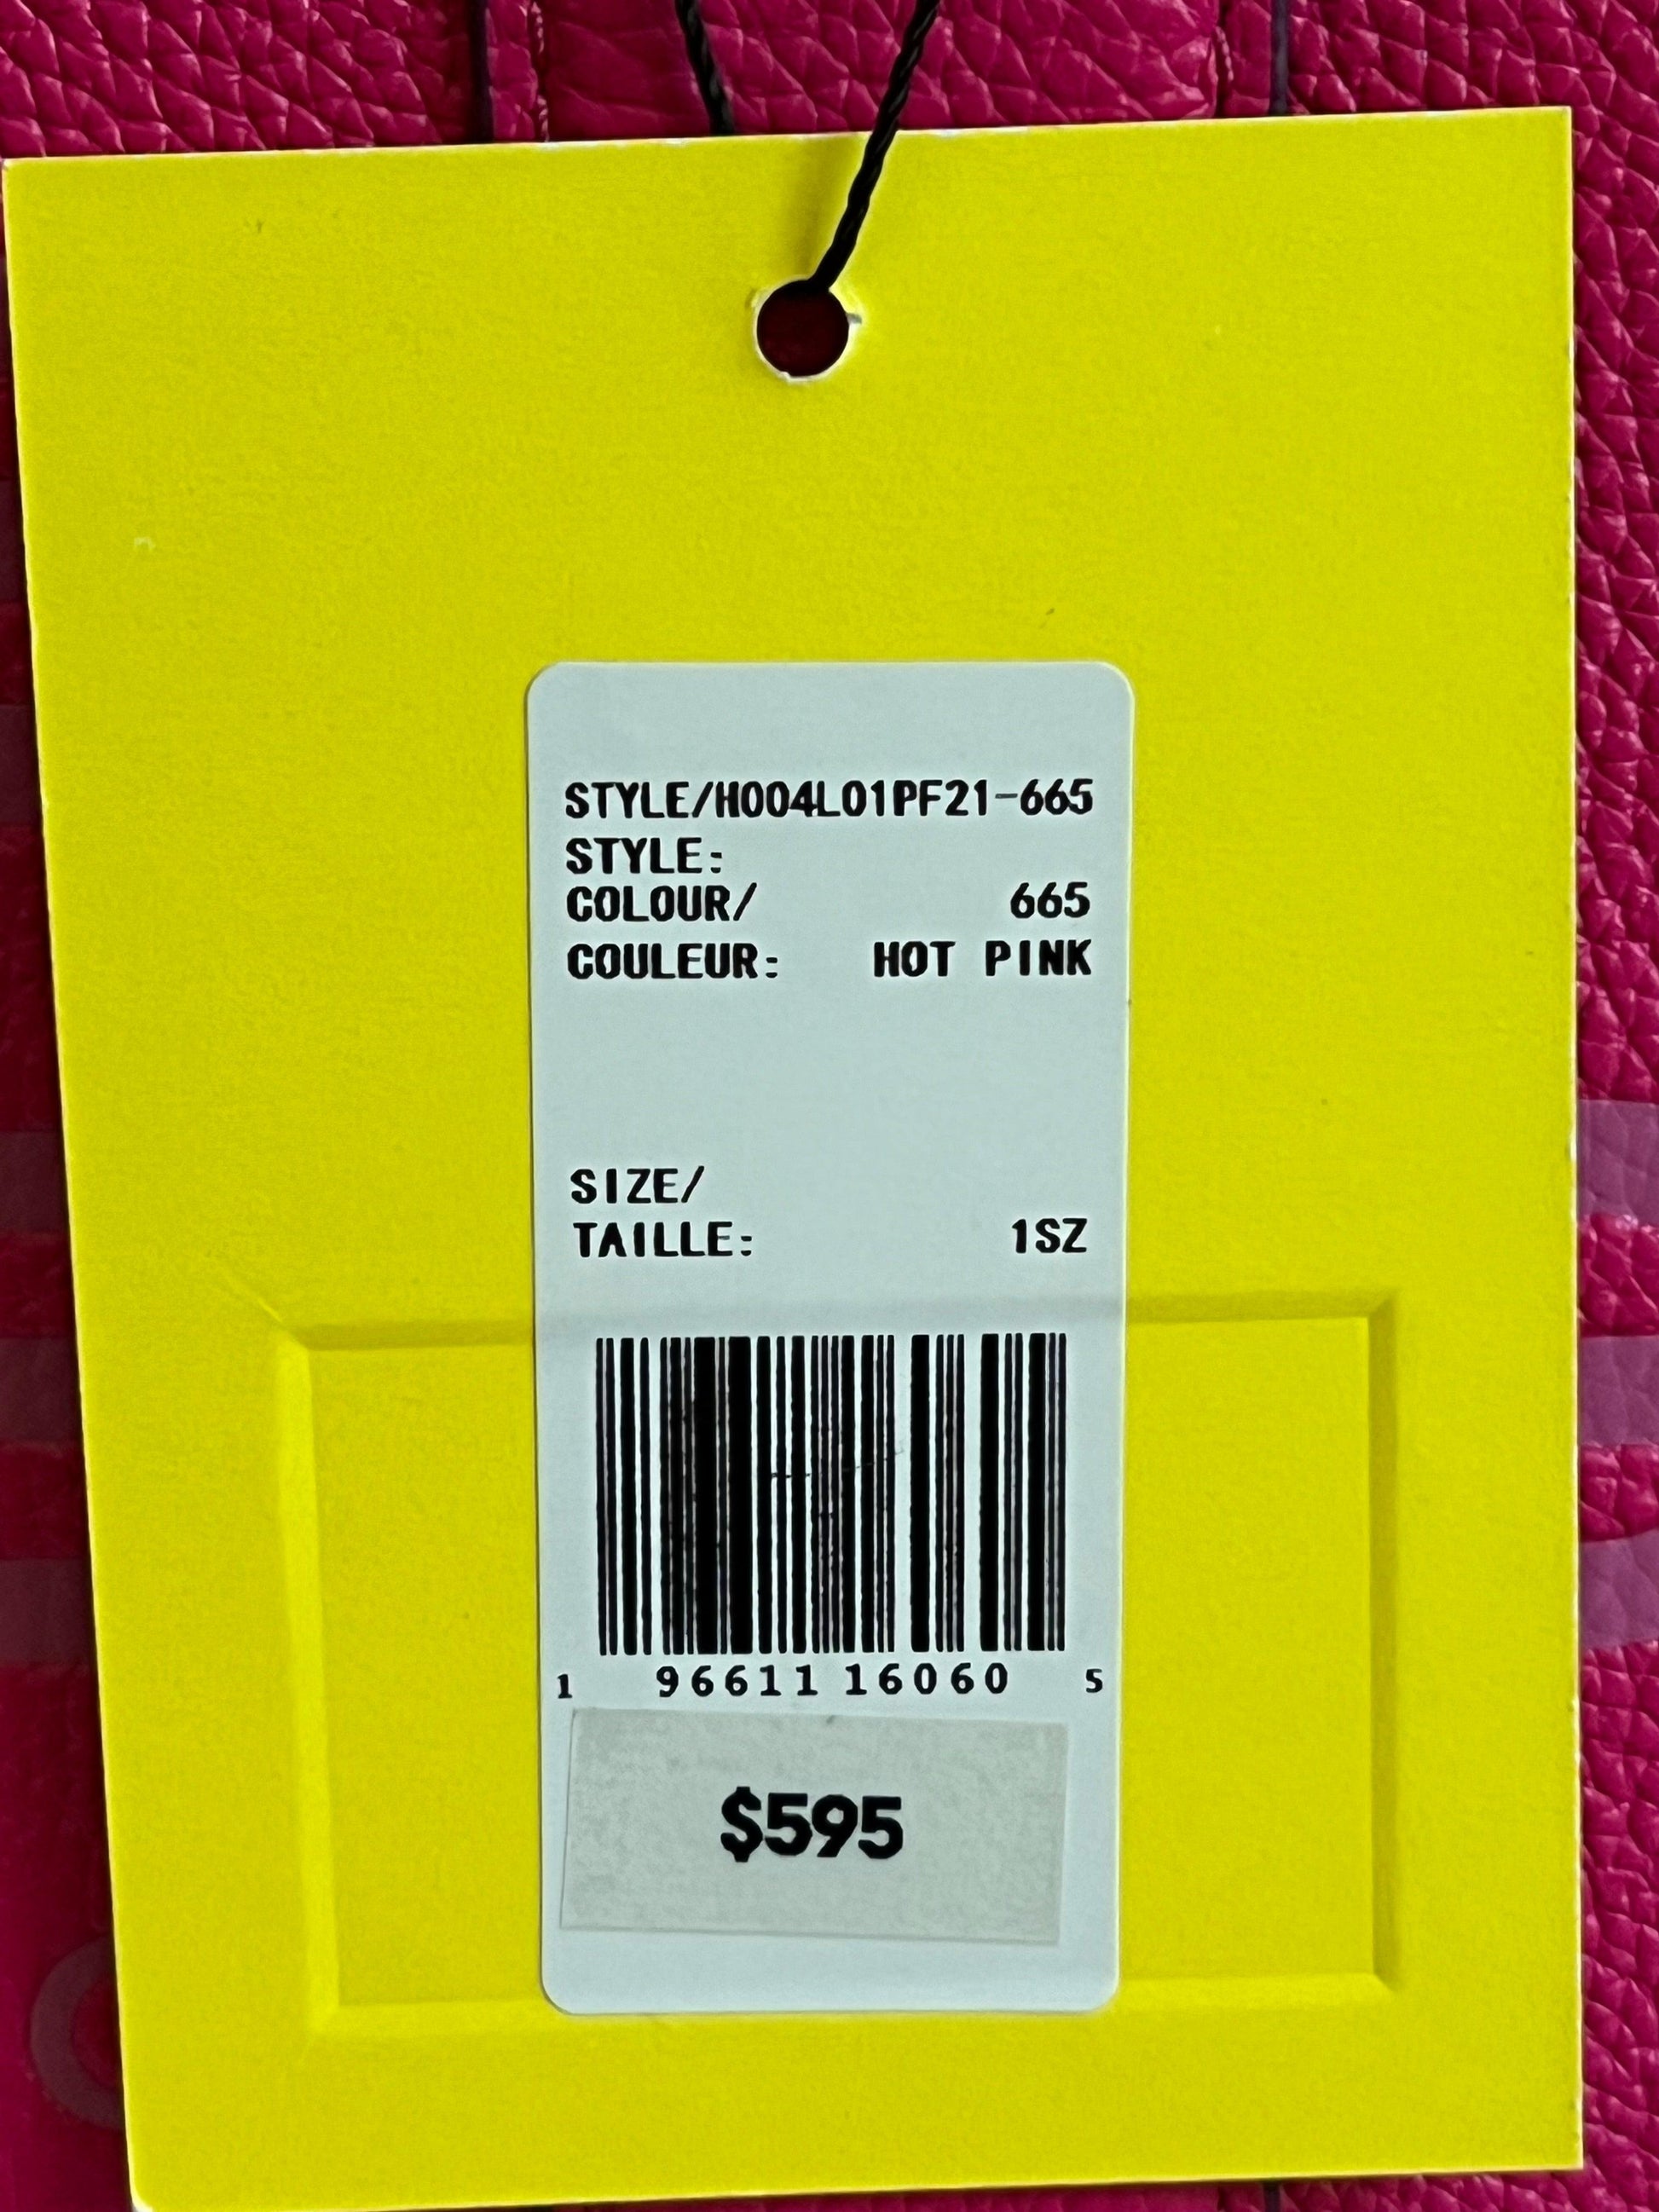 STYLE/H004L01PF21-665
STYLE:
COLOUR/ 665
COULEUR: HOT PINK
SIZE/
TAILLE: 1SZ
1 96611 16060 5
$595